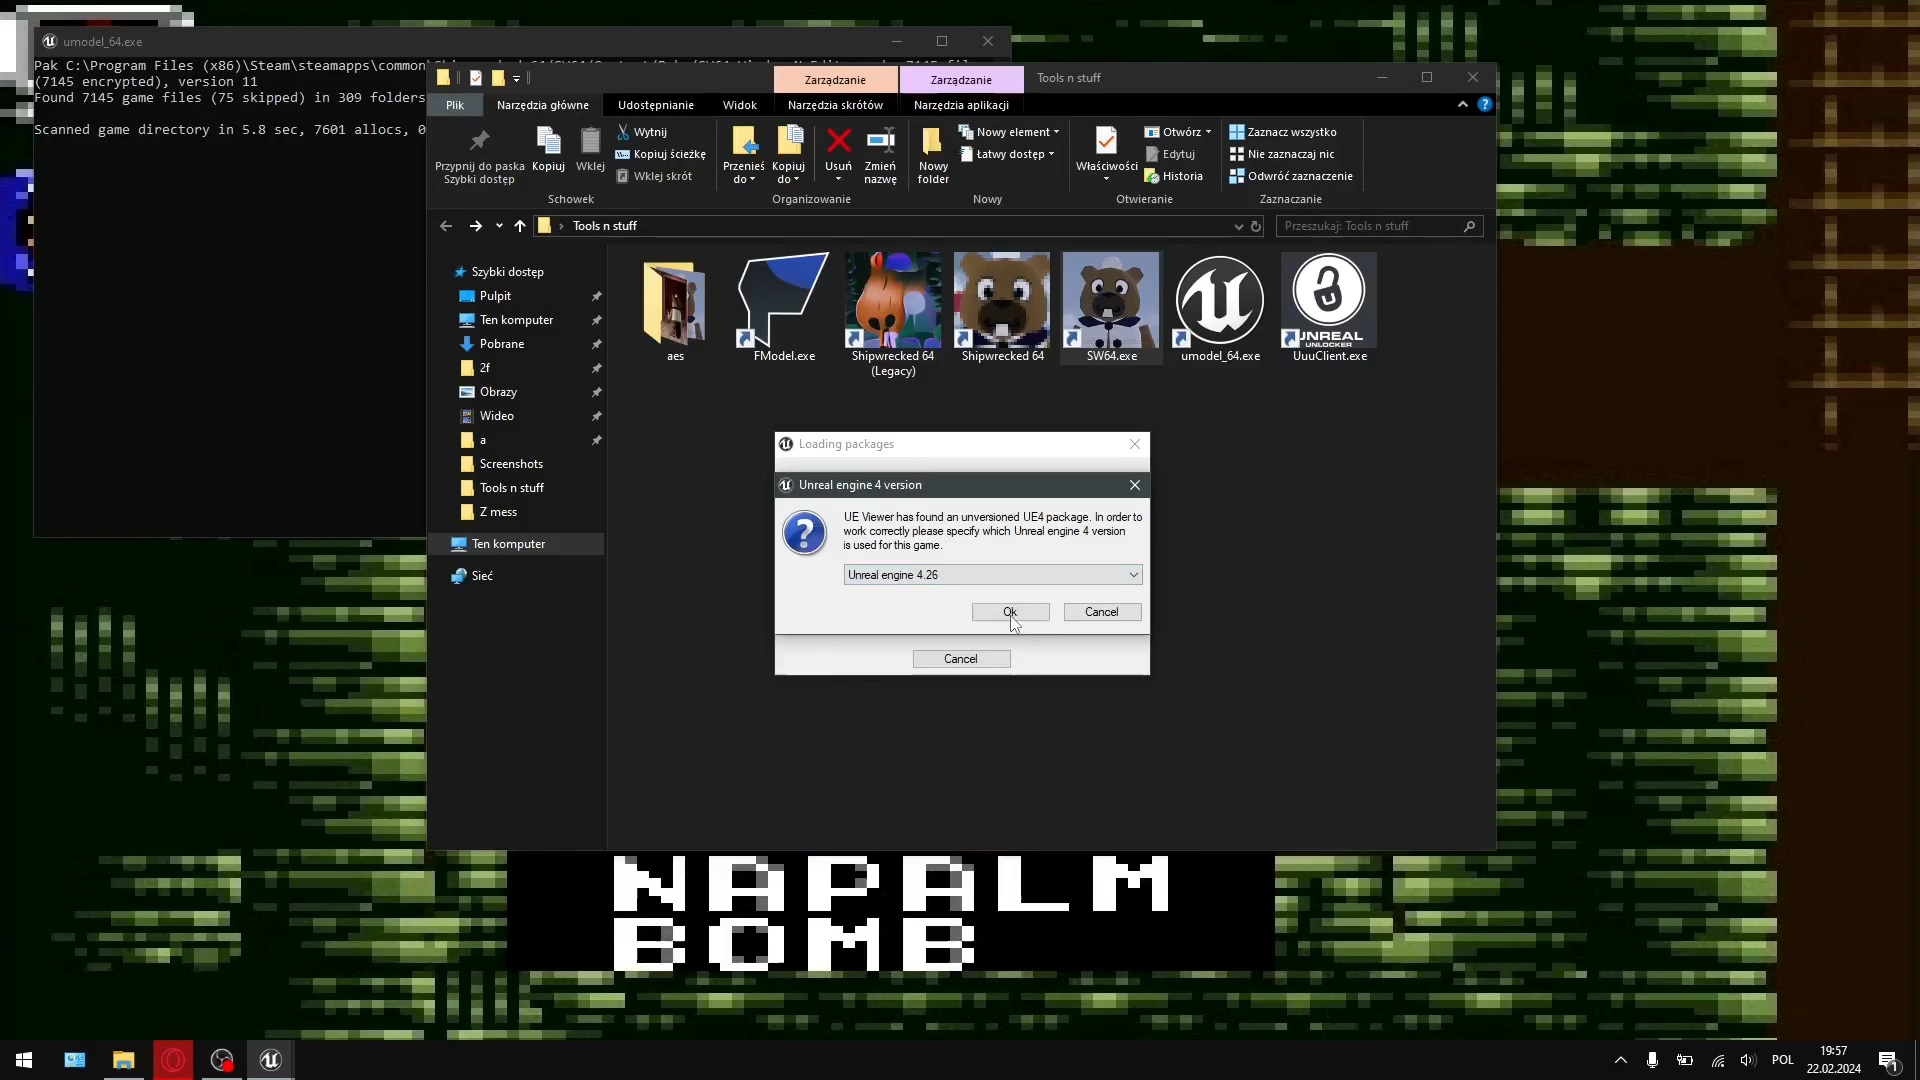 umodel_64.exe
Pak C:\Program Files (x86)\Steam\steamapps\common\
(7145 encrypted), version 11
Found 7145 game files (75 skipped) in 309 folders
Scanned game directory in 5.8 sec, 7601 allocs, 0
Zarządzanie
Zarządzanie
Tools n stuff
Plik
Narzędzia główne
Udostępnianie
Widok
Narzędzia skrótów
Narzędzia aplikacji
Przypnij do paska
Szybki dostęp
Kopiuj
Wklej
Wytnij
Kopiuj ścieżkę
Wklej skrót
Schowek
Przenieś
do
Kopiuj
do
Usuń
Zmień
nazwę
Organizowanie
Nowy
folder
Nowy element
Łatwy dostęp
Nowy
Właściwości
Otwórz
Edytuj
Historia
Otwieranie
Zaznacz wszystko
Nie zaznaczaj nic
Odwróć zaznaczenie
Zaznaczanie
Tools n stuff
Przeszukaj: Tools n stuff
Szybki dostęp
Pulpit
Ten komputer
Pobrane
2f
Obrazy
Wideo
a
Screenshots
Tools n stuff
Z mess
Ten komputer
Sieć
aes
FModel.exe
Shipwrecked 64
(Legacy)
Shipwrecked 64
SW64.exe
umodel_64.exe
UNREAL
UNLOCKER
UuuClient.exe
Loading packages
Unreal engine 4 version
UE Viewer has found an unversioned UE4 package. In order to
work correctly please specify which Unreal engine 4 version
is used for this game.
Unreal engine 4.26
Ok
Cancel
Cancel
NAPALM
BOMB
POL
19:57
22.02.2024
1